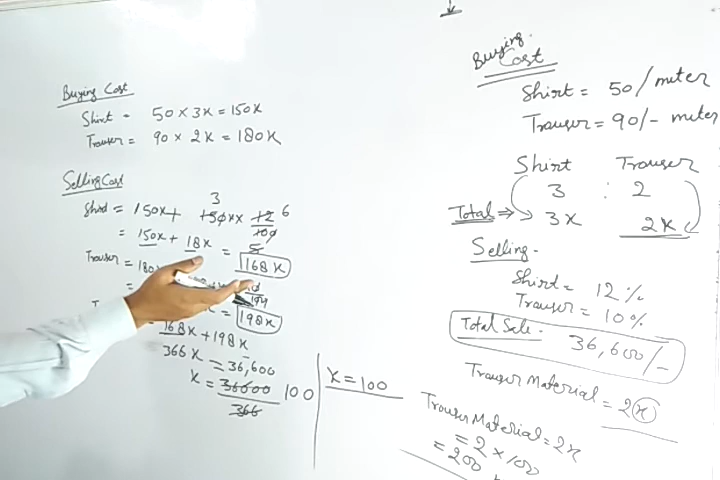 Buying Cost
Shirt = 50 × 3x = 150x
Trouser = 90 × 2x = 180x
Selling Cost
3
Shirt = 150x + 150x × 12 6
100
= 150x + 18x = 5
168x
Trouser = 180x
198x
= 168x + 198x
366x = 36,600
x = 36600 100
366
x = 100
Buying
Cost
Shirt = 50/meter
Trouser = 90/- meter
Shirt Trouser
3 : 2
Total ⇒ 3x 2x
Selling -
Shirt = 12%
Trouser = 10%
Total Sale - 36,600/-
Trouser Material = 2x
Trouser Material = 2x
= 2 × 100
= 200